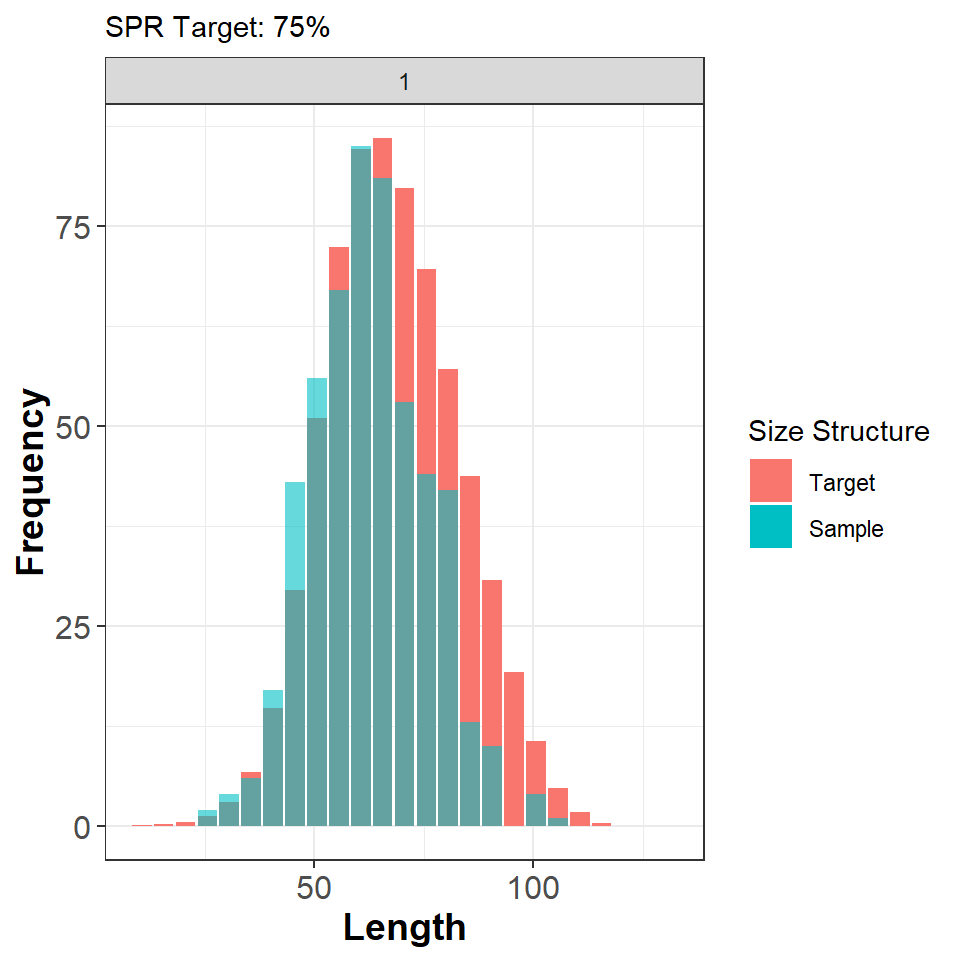 SPR Target: 75%
1
75
50
25
0
Frequency
50 100
Length
Size Structure
Target
Sample